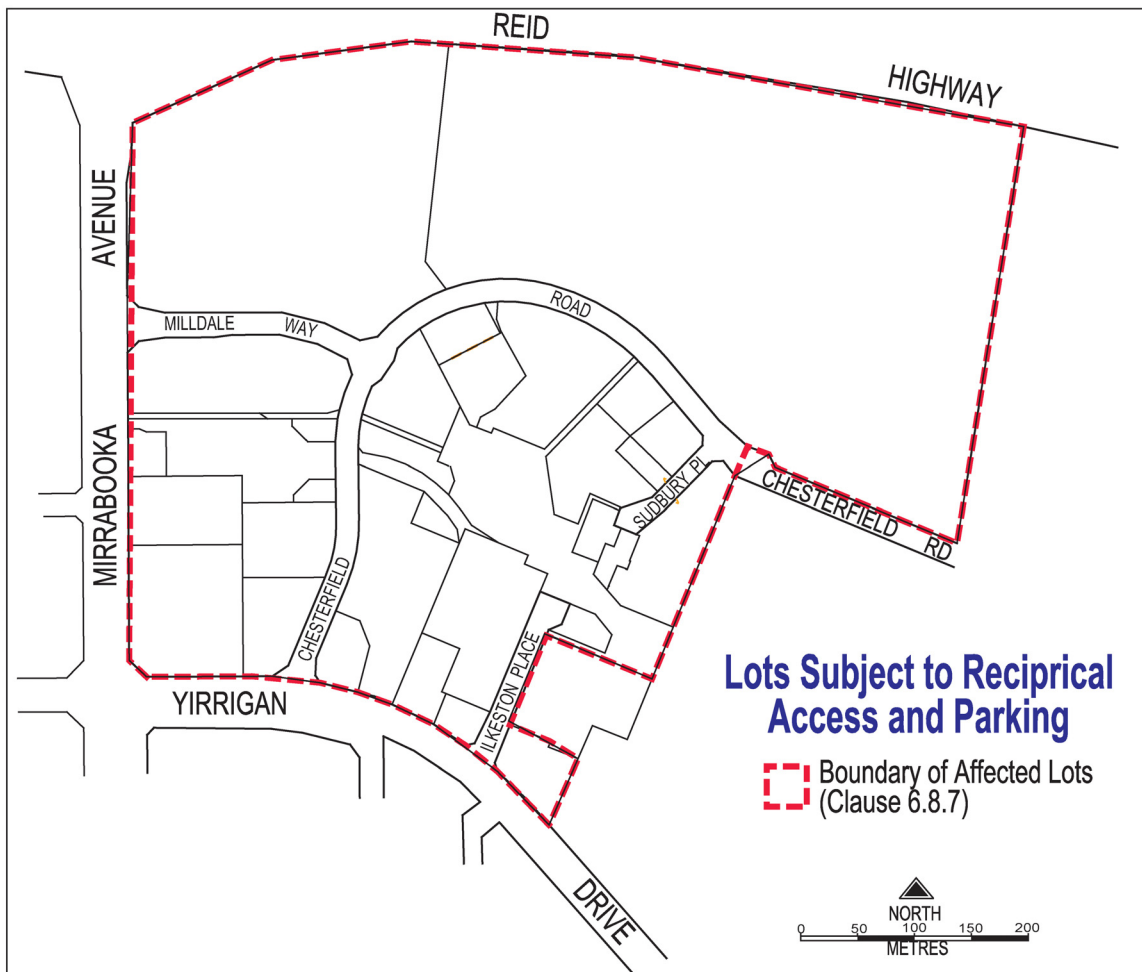 REID
HIGHWAY
AVENUE
MIRRABOOKA
MILLDALE WAY
ROAD
SUDBURY Pl
CHESTERFIELD RD
CHESTERFIELD
ILKESTON PLACE
YIRRIGAN
DRIVE
Lots Subject to Reciprical
Access and Parking
Boundary of Affected Lots
(Clause 6.8.7)
NORTH
0 50 100 150 200
METRES